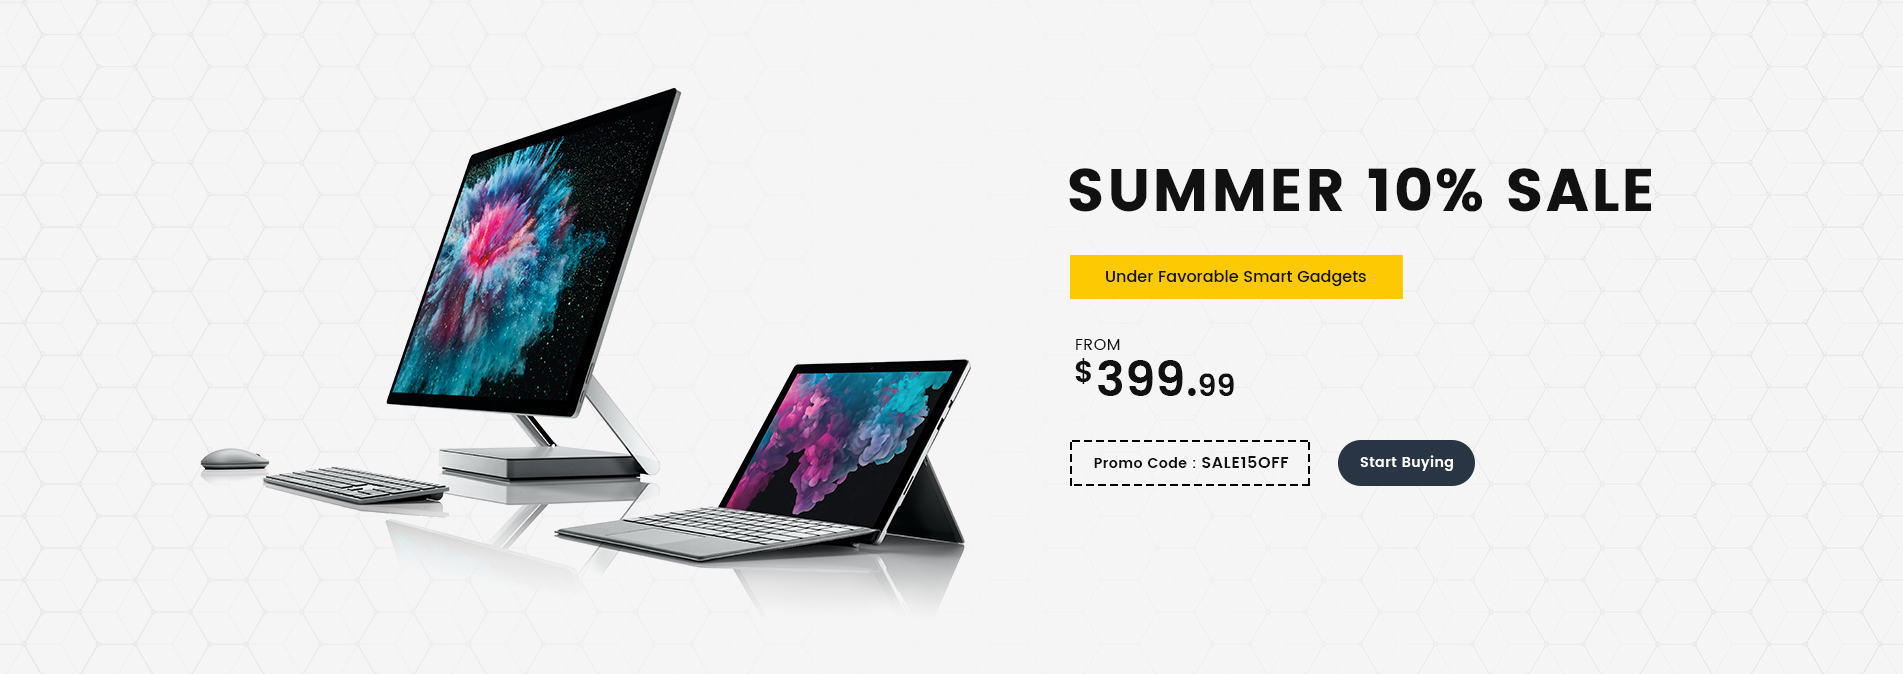 SUMMER 10% SALE
Under Favorable Smart Gadgets
FROM
$399.99
Promo Code : SALE15OFF
Start Buying